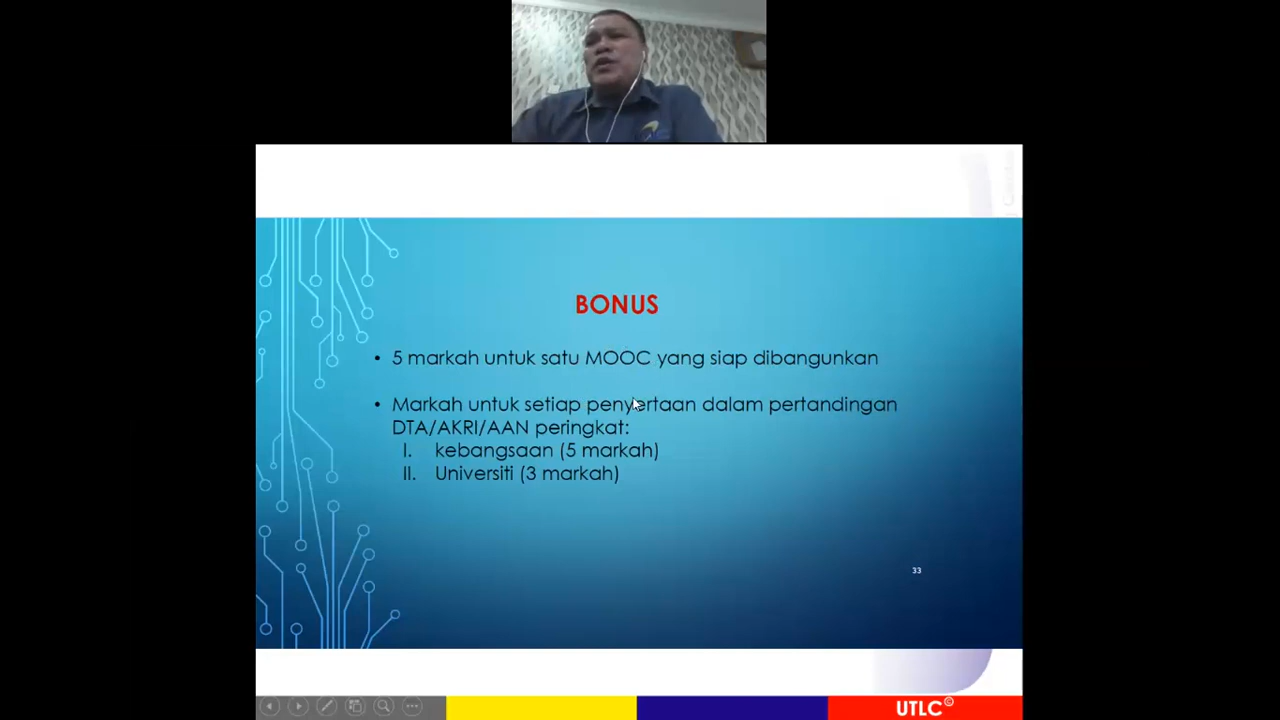 BONUS
• 5 markah untuk satu MOOC yang siap dibangunkan
• Markah untuk setiap penyertaan dalam pertandingan
DTA/AKRI/AAN peringkat:
I. kebangsaan (5 markah)
II. Universiti (3 markah)
33
UTLC©